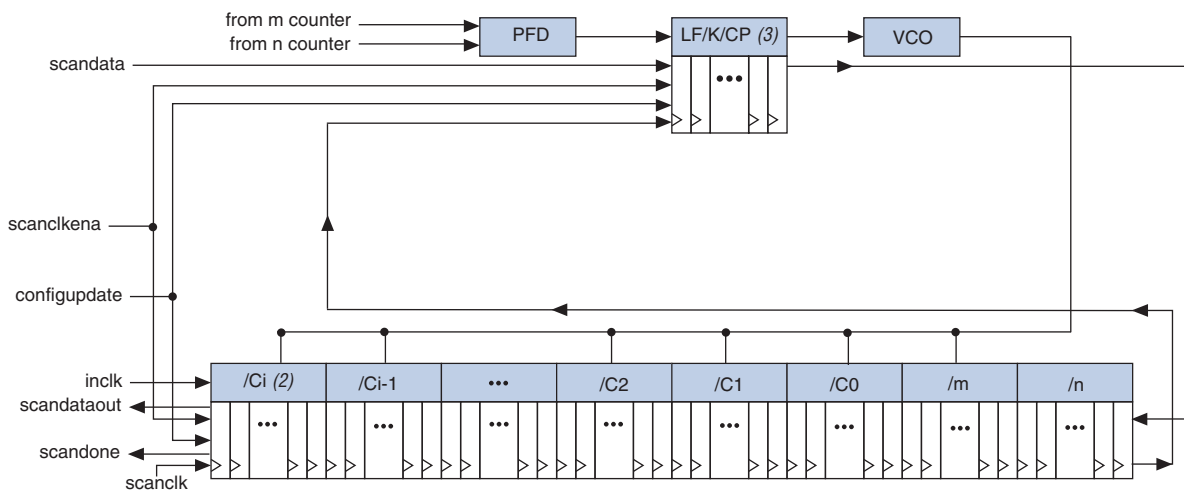 from m counter
from n counter
PFD
LF/K/CP (3)
VCO
scandata
•••
scanclkena
configupdate
inclk
/Ci (2)
/Ci-1
•••
/C2
/C1
/C0
/m
/n
scandataout
••• ••• ••• ••• ••• ••• ••• •••
scandone
scanclk